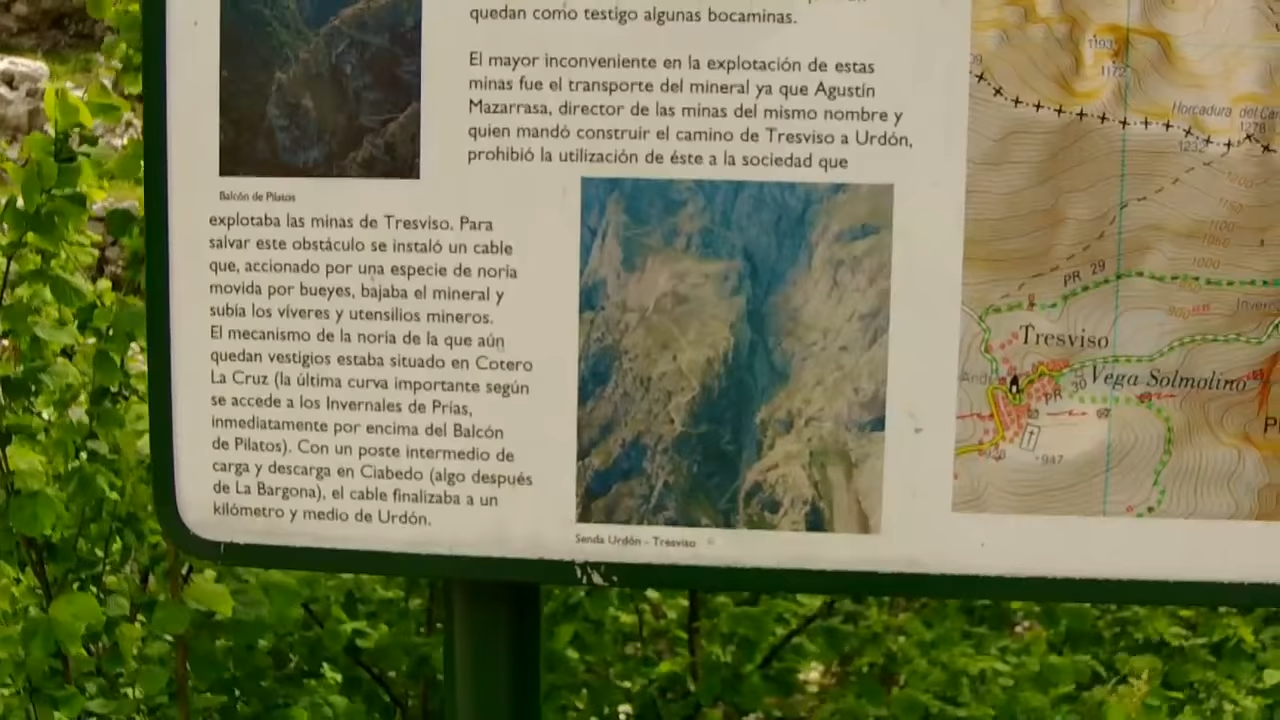 quedan como testigo algunas bocaminas.
El mayor inconveniente en la explotación de estas
minas fue el transporte del mineral ya que Agustín
Mazarrasa, director de las minas del mismo nombre y
quien mandó construir el camino de Tresviso a Urdón,
prohibió la utilización de éste a la sociedad que
Balcón de Pilatos
explotaba las minas de Tresviso. Para
salvar este obstáculo se instaló un cable
que, accionado por una especie de noria
movida por bueyes, bajaba el mineral y
subía los víveres y utensilios mineros.
El mecanismo de la noria de la que aún
quedan vestigios estaba situado en Cotero
La Cruz (la última curva importante según
se accede a los Invernales de Prías,
inmediatamente por encima del Balcón
de Pilatos). Con un poste intermedio de
carga y descarga en Ciabedo (algo después
de La Bargona), el cable finalizaba a un
kilómetro y medio de Urdón.
Senda Urdón - Tresviso
1193
1172
Horcadura del
1278
1232
1200
1150
1100
1050
1000
PR 29
900
Tresviso
Vega Solmolino
PR 30
947